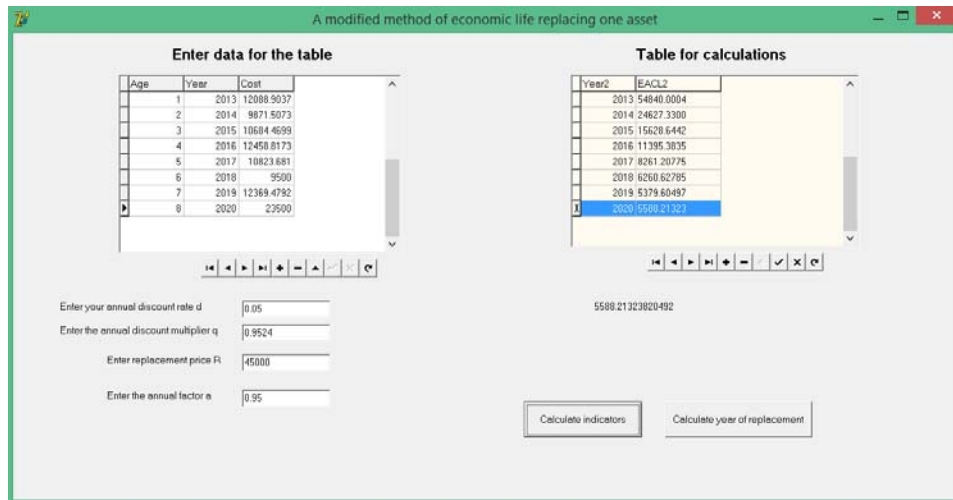 A modified method of economic life replacing one asset
Enter data for the table
Age Year Cost
1 2013 12088.9037
2 2014 9871.5073
3 2015 10684.4699
4 2016 12458.8173
5 2017 10823.681
6 2018 9500
7 2019 12369.4792
8 2020 23500
Enter your annual discount rate d 0.05
Enter the annual discount multiplier q 0.9524
Enter replacement price R 45000
Enter the annual factor a 0.95
Table for calculations
Year2 EACL2
2013 54840.0004
2014 24627.3300
2015 15628.6442
2016 11395.3835
2017 8261.20775
2018 6260.62785
2019 5379.60497
2020 5588.21323
5588.21323820492
Calculate indicators
Calculate year of replacement